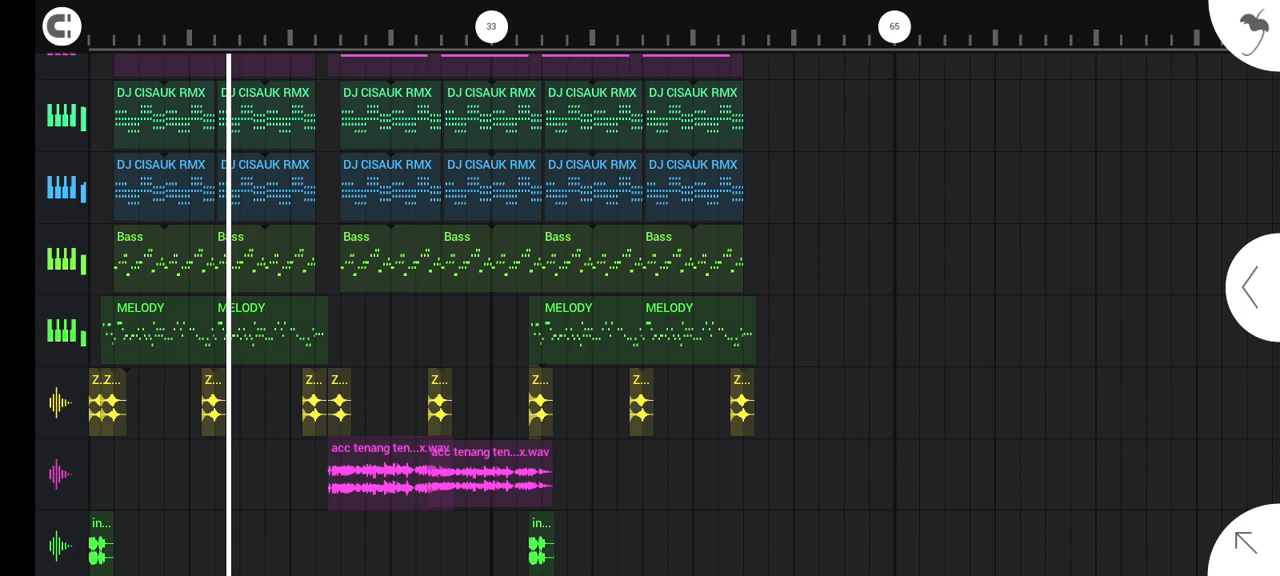 33
65
DJ CISAUK RMX DJ CISAUK RMX DJ CISAUK RMX DJ CISAUK RMX DJ CISAUK RMX DJ CISAUK RMX
DJ CISAUK RMX DJ CISAUK RMX DJ CISAUK RMX DJ CISAUK RMX DJ CISAUK RMX DJ CISAUK RMX
Bass Bass Bass Bass Bass Bass
MELODY MELODY MELODY MELODY
Z... Z... Z... Z... Z... Z... Z... Z... Z...
acc tenang ten...x.wav acc tenang ten...x.wav
in... in...